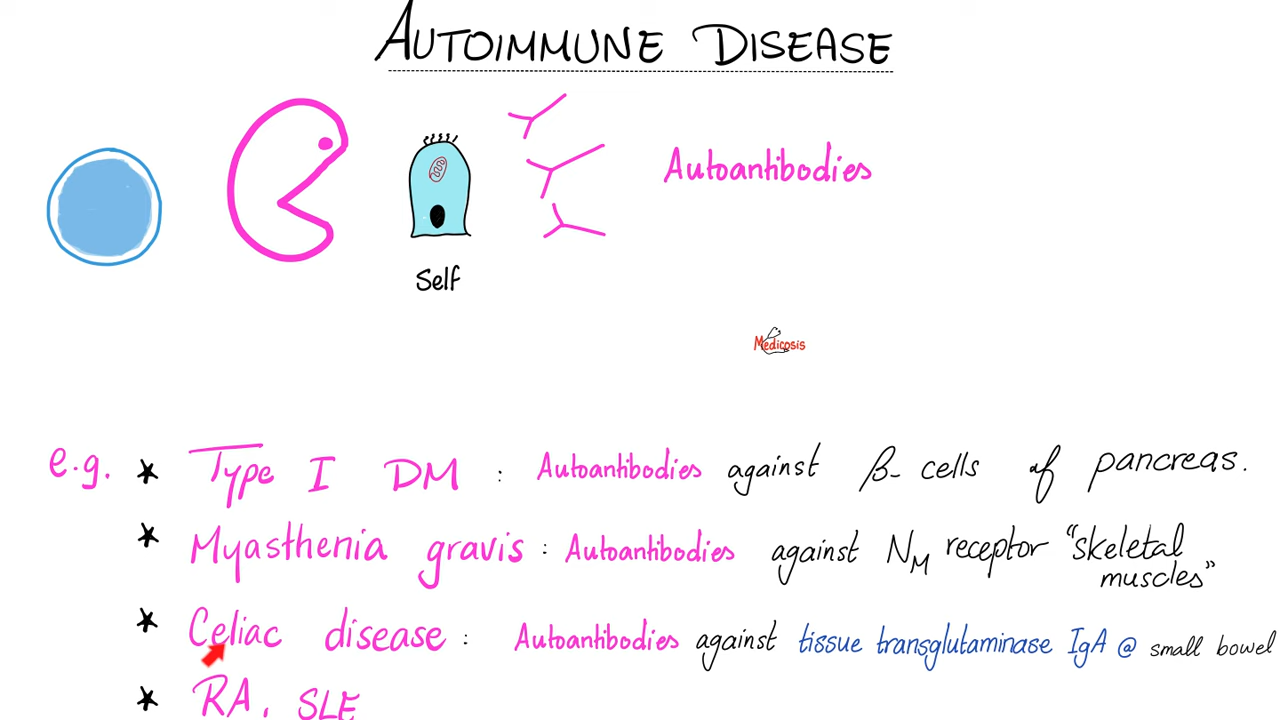 AUTOIMMUNE DISEASE
Autoantibodies
Self
Medicosis
e.g. * Type I DM : Autoantibodies against β- cells of pancreas.
* Myasthenia gravis : Autoantibodies against NM receptor "skeletal muscles"
* Celiac disease : Autoantibodies against tissue transglutaminase IgA @ small bowel
* RA, SLE